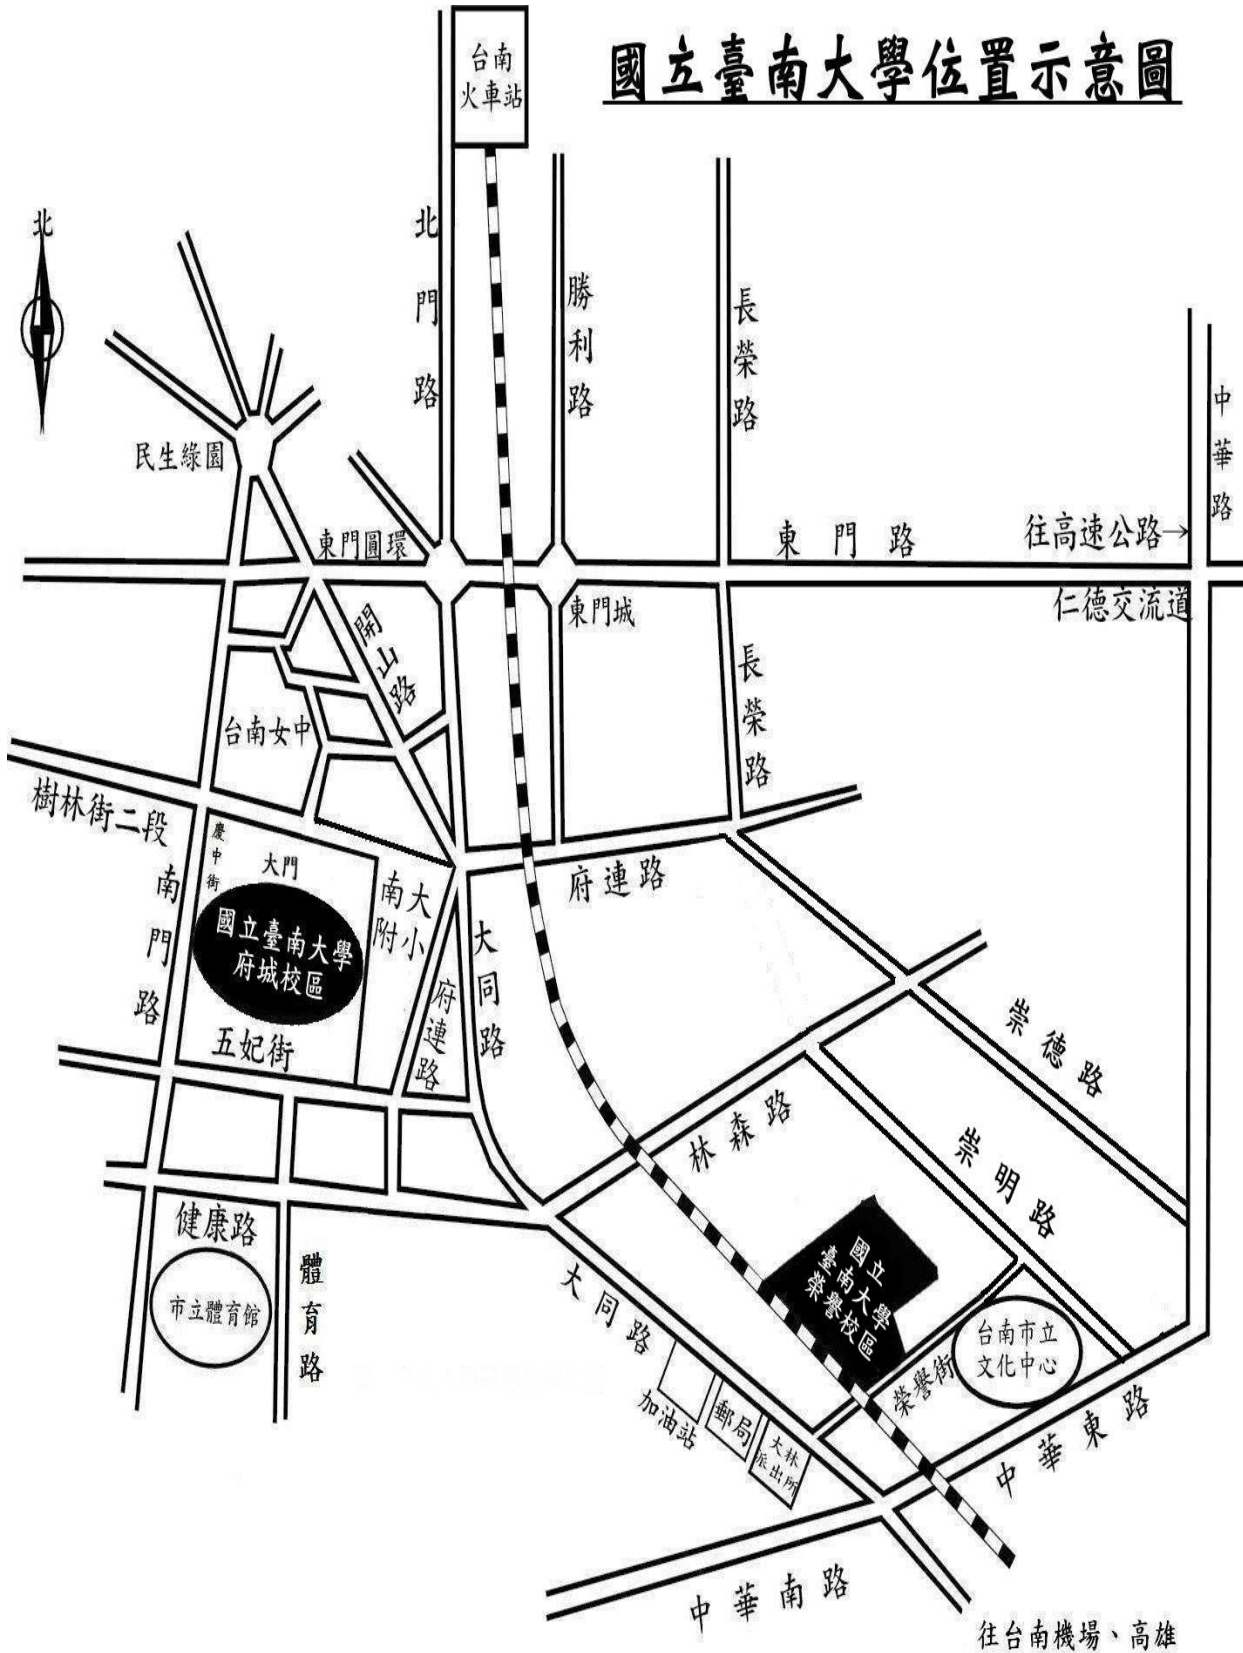 國立臺南大學位置示意圖
台南
火車站
北
北門路
勝利路
長榮路
中華路
民生綠園
東門圓環
東門路
往高速公路→
仁德交流道
東門城
開山路
長榮路
台南女中
樹林街二段
慶中街
大門
南門路
南大
附小
府連路
國立臺南大學
府城校區
大同路
府連路
五妃街
崇德路
林森路
崇明路
健康路
體育路
市立體育館
大同路
國立
臺南大學
榮譽校區
台南市立
文化中心
榮譽街
加油站
郵局
大林
派出所
中華東路
中華南路
往台南機場、高雄